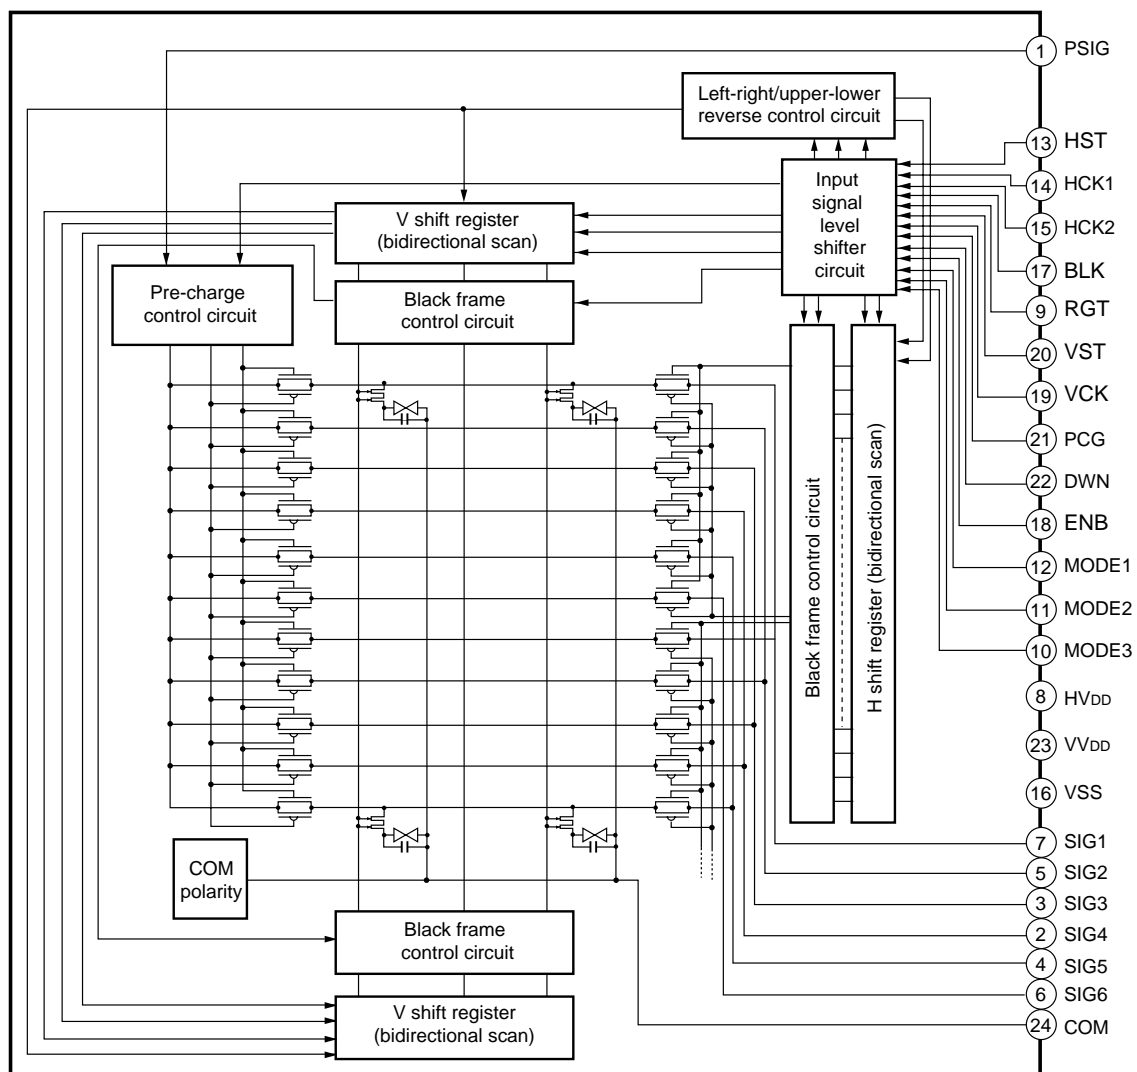 1 PSIG
Left-right/upper-lower
reverse control circuit
13 HST
Input
signal
level
shifter
circuit
14 HCK1
V shift register
(bidirectional scan)
15 HCK2
17 BLK
Pre-charge
control circuit
Black frame
control circuit
9 RGT
20 VST
19 VCK
21 PCG
22 DWN
18 ENB
12 MODE1
11 MODE2
10 MODE3
Black frame control circuit
H shift register (bidirectional scan)
8 HVDD
23 VVDD
16 VSS
7 SIG1
COM
polarity
5 SIG2
3 SIG3
Black frame
control circuit
2 SIG4
4 SIG5
6 SIG6
V shift register
(bidirectional scan)
24 COM